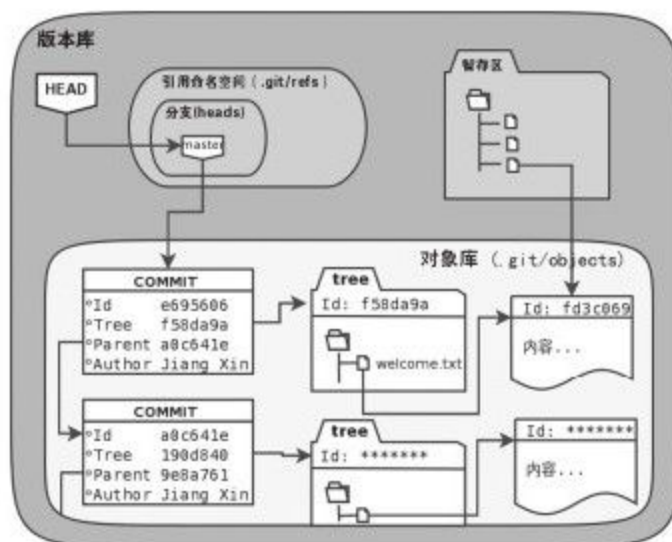 版本库
HEAD
引用命名空间 (.git/refs)
分支(heads)
master
暂存区
对象库 (.git/objects)
COMMIT
Id e695606
Tree f58da9a
Parent a0c641e
Author Jiang Xin
tree
Id: f58da9a
welcome.txt
Id: fd3c069
内容...
COMMIT
Id a0c641e
Tree 190d840
Parent 9e8a761
Author Jiang Xin
tree
Id: *******
Id: *******
内容...